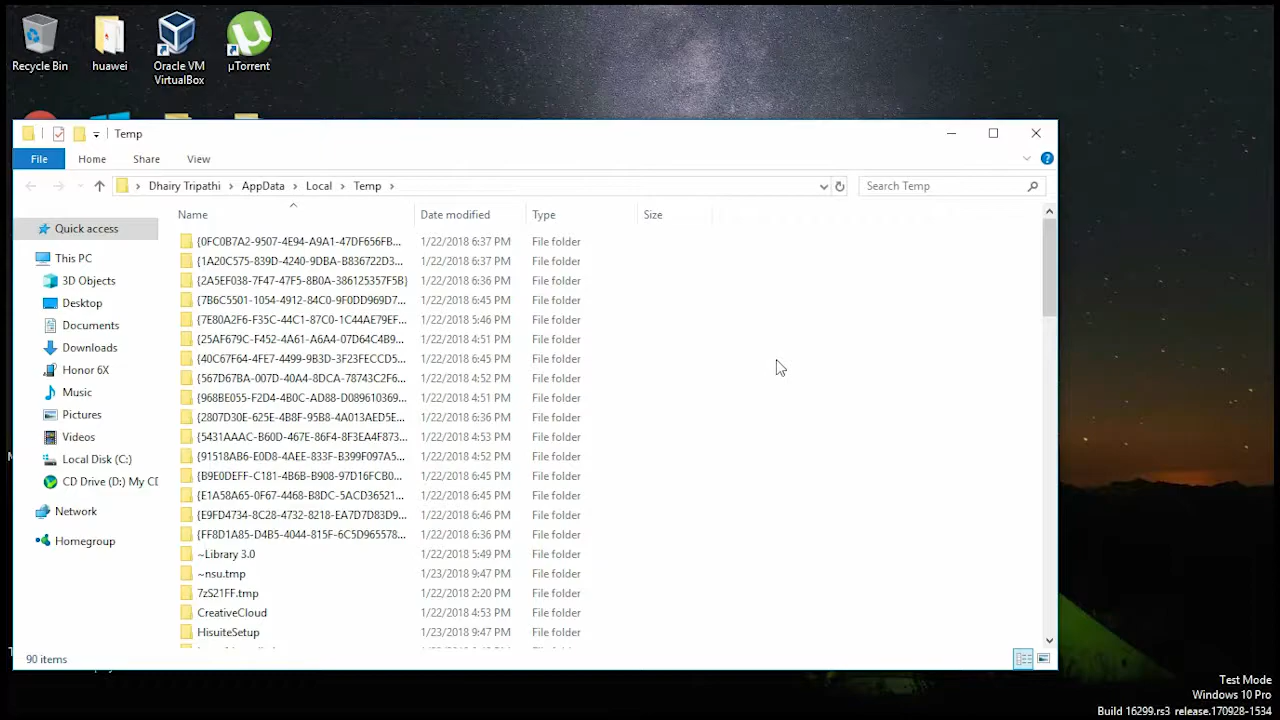 Recycle Bin
huawei
Oracle VM
VirtualBox
µTorrent
Temp
File Home Share View
Dhairy Tripathi > AppData > Local > Temp >
Search Temp
Name Date modified Type Size
Quick access
This PC
3D Objects
Desktop
Documents
Downloads
Honor 6X
Music
Pictures
Videos
Local Disk (C:)
CD Drive (D:) My CD
Network
Homegroup
{0FC0B7A2-9507-4E94-A9A1-47DF656FB... 1/22/2018 6:37 PM File folder
{1A20C575-839D-4240-9DBA-B836722D3... 1/22/2018 6:37 PM File folder
{2A5EF038-7F47-47F5-8B0A-386125357F5B} 1/22/2018 6:36 PM File folder
{7B6C5501-1054-4912-84C0-9F0DD969D7... 1/22/2018 6:45 PM File folder
{7E80A2F6-F35C-44C1-87C0-1C44AE79EF... 1/22/2018 5:46 PM File folder
{25AF679C-F452-4A61-A6A4-07D64C4B9... 1/22/2018 4:51 PM File folder
{40C67F64-4FE7-4499-9B3D-3F23FECCD5... 1/22/2018 6:45 PM File folder
{567D67BA-007D-40A4-8DCA-78743C2F6... 1/22/2018 4:52 PM File folder
{968BE055-F2D4-4B0C-AD88-D089610369... 1/22/2018 4:51 PM File folder
{2807D30E-625E-4B8F-95B8-4A013AED5E... 1/22/2018 6:36 PM File folder
{5431AAAC-B60D-467E-86F4-8F3EA4F873... 1/22/2018 4:53 PM File folder
{91518AB6-E0D8-4AEE-833F-B399F097A5... 1/22/2018 4:52 PM File folder
{B9E0DEFF-C181-4B6B-B908-97D16FCB0... 1/22/2018 6:45 PM File folder
{E1A58A65-0F67-4468-B8DC-5ACD36521... 1/22/2018 6:45 PM File folder
{E9FD4734-8C28-4732-8218-EA7D7D83D9... 1/22/2018 6:46 PM File folder
{FF8D1A85-D4B5-4044-815F-6C5D965578... 1/22/2018 6:36 PM File folder
~Library 3.0 1/22/2018 5:49 PM File folder
~nsu.tmp 1/23/2018 9:47 PM File folder
7zS21FF.tmp 1/22/2018 2:20 PM File folder
CreativeCloud 1/22/2018 4:53 PM File folder
HisuiteSetup 1/23/2018 9:47 PM File folder
90 items
Test Mode
Windows 10 Pro
Build 16299.rs3_release.170928-1534